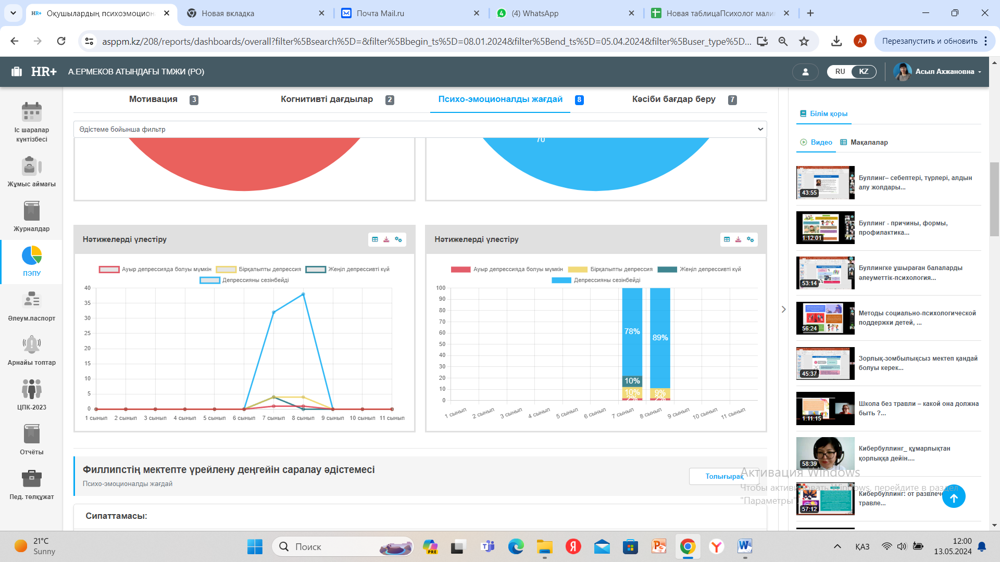 Оқушылардың психоэмоцион
Новая вкладка
Почта Mail.ru
(4) WhatsApp
Новая таблицаПсихолог мали
asppm.kz/208/reports/dashboards/overall?filter%5Bsearch%5D=&filter%5Bbegin_ts%5D=08.01.2024&filter%5Bend_ts%5D=05.04.2024&filter%5Buser_type%5D...
А
Перезапустить и обновить
HR+
А.ЕРМЕКОВ АТЫНДАҒЫ ТМЖИ (РО)
RU KZ
Асыл Ахжановна
Іс шаралар
күнтізбесі
Жұмыс аймағы
Журналдар
ПЭПУ
Әлеум.паспорт
Арнайы топтар
ЦПК-2023
Отчёты
Пед. төлқұжат
Мотивация 3
Когнитивті дағдылар 2
Психо-эмоционалды жағдай 8
Кәсіби бағдар беру 7
Әдістеме бойынша фильтр
70
Нәтижелерді үлестіру
Ауыр депрессияда болуы мүмкін Бірқалыпты депрессия Жеңіл депрессивті күй
Депрессияны сезінбейді
40
35
30
25
20
15
10
5
0
1 сынып 2 сынып 3 сынып 4 сынып 5 сынып 6 сынып 7 сынып 8 сынып 9 сынып 10 сынып 11 сынып
Нәтижелерді үлестіру
Ауыр депрессияда болуы мүмкін Бірқалыпты депрессия Жеңіл депрессивті күй
Депрессияны сезінбейді
100
90
80
70
60
50
40
30
20
10
0
78%
89%
10%
10%
9%
2%
2%
1 сынып 2 сынып 3 сынып 4 сынып 5 сынып 6 сынып 7 сынып 8 сынып 9 сынып 10 сынып 11 сынып
Филлипстің мектепте үрейлену деңгейін саралау әдістемесі
Психо-эмоционалды жағдай
Толығырақ
Сипаттамасы:
Білім қоры
Видео Мақалалар
43:55
Буллинг– себептері, түрлері, алдын
алу жолдары...
1:12:01
Буллинг - причины, формы,
профилактика...
53:14
Буллингке ұшыраған балаларды
әлеуметтік-психология...
56:24
Методы социально-психологической
поддержки детей, ...
45:37
Зорлық-зомбылықсыз мектеп қандай
болуы керек...
1:11:15
Школа без травли – какой она должна
быть ?...
58:39
Кибербуллинг_ құмарлықтан
қорлыққа дейін....
57:12
Кибербуллинг: от развлече
травле...
Активация Windows
Чтобы активировать Windows, перейдите в раздел
"Параметры"
21°C
Sunny
Поиск
PRE
ҚАЗ
12:00
13.05.2024